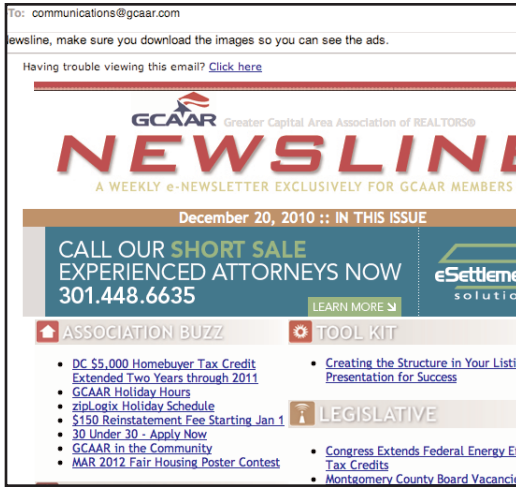 To: communications@gcaar.com
ewsline, make sure you download the images so you can see the ads.
Having trouble viewing this email? Click here
GCAAR Greater Capital Area Association of REALTORS®
NEWSLINE
A WEEKLY e-NEWSLETTER EXCLUSIVELY FOR GCAAR MEMBERS
December 20, 2010 :: IN THIS ISSUE
CALL OUR SHORT SALE
EXPERIENCED ATTORNEYS NOW
301.448.6635
LEARN MORE
eSettleme
solutio
ASSOCIATION BUZZ
• DC $5,000 Homebuyer Tax Credit
Extended Two Years through 2011
• GCAAR Holiday Hours
• zipLogix Holiday Schedule
• $150 Reinstatement Fee Starting Jan 1
• 30 Under 30 - Apply Now
• GCAAR in the Community
• MAR 2012 Fair Housing Poster Contest
TOOL KIT
• Creating the Structure in Your Listi
Presentation for Success
LEGISLATIVE
• Congress Extends Federal Energy E
Tax Credits
• Montgomery County Board Vacancie